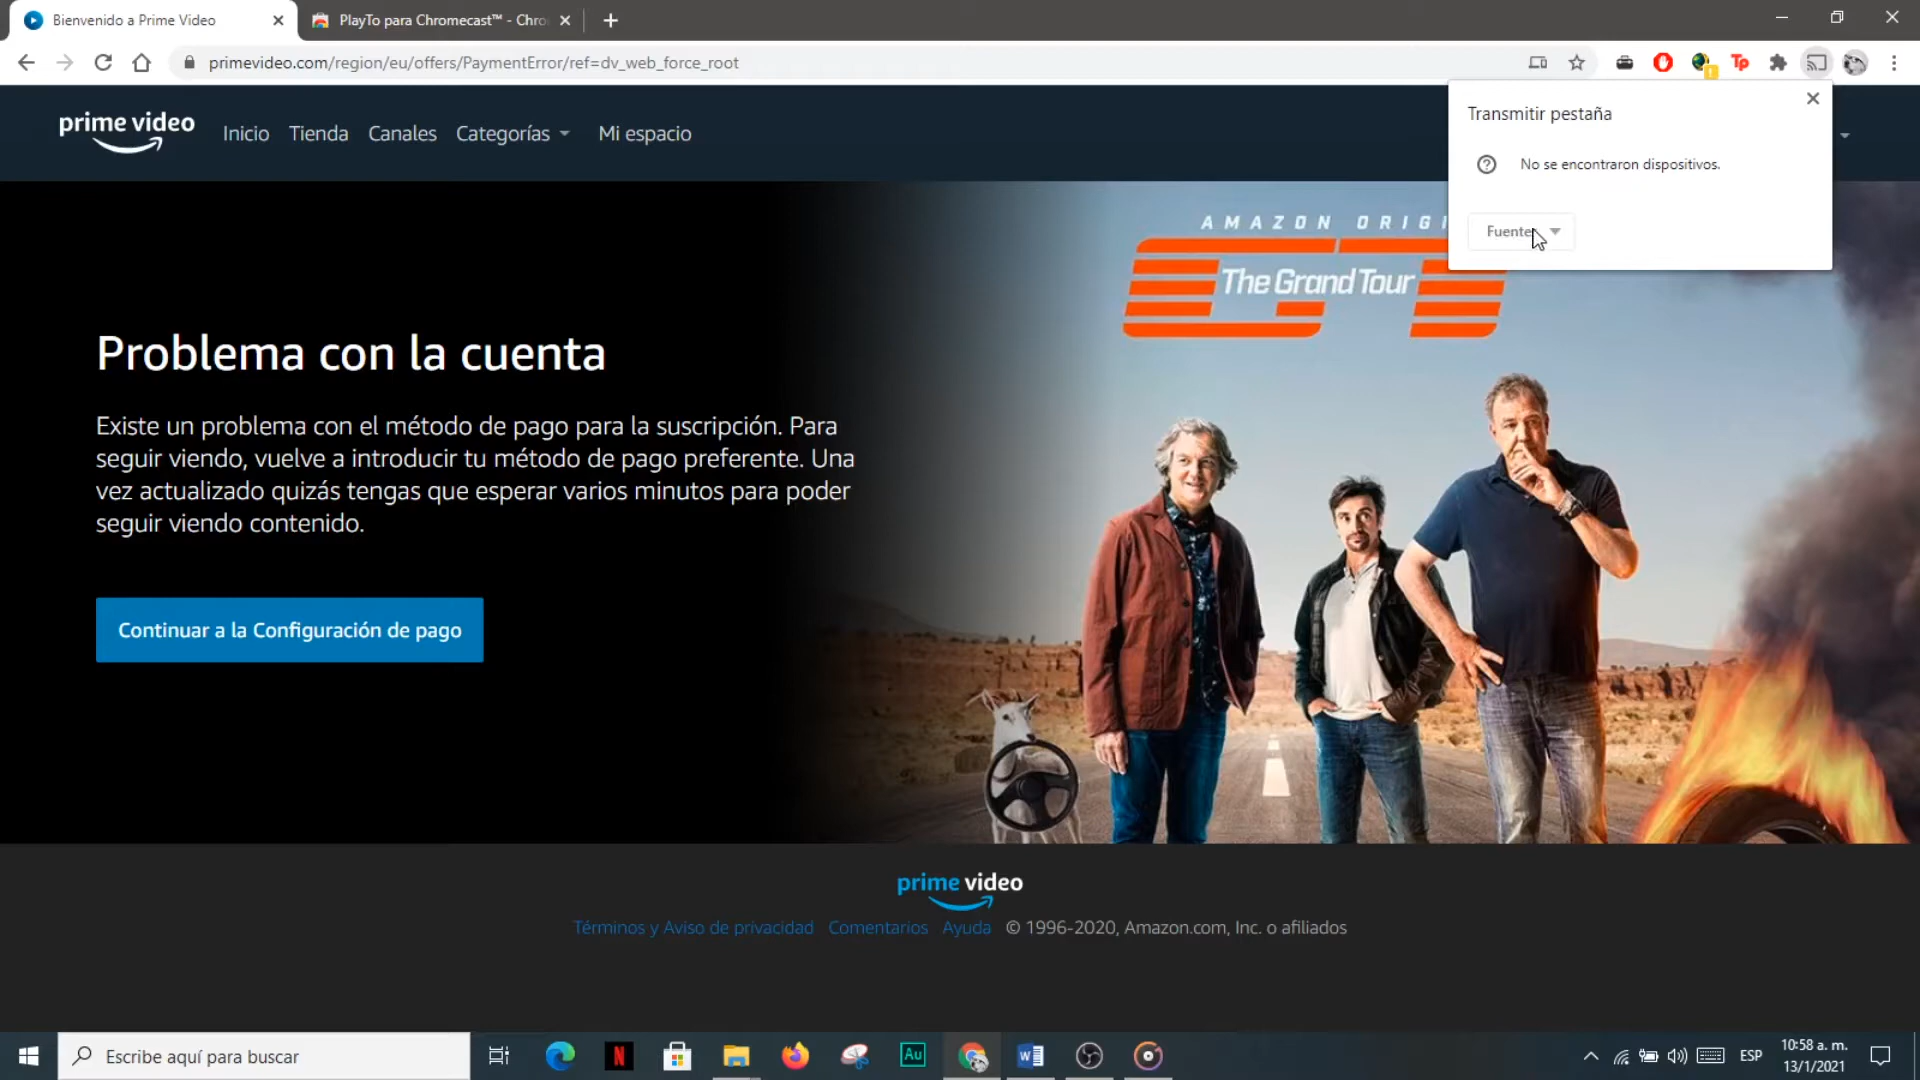 Bienvenido a Prime Video
PlayTo para Chromecast™ - Chro
primevideo.com/region/eu/offers/PaymentError/ref=dv_web_force_root
Tp
prime video
Inicio
Tienda
Canales
Categorías
Mi espacio
Transmitir pestaña
No se encontraron dispositivos.
Fuente
AMAZON ORIGI
The Grand Tour
Problema con la cuenta
Existe un problema con el método de pago para la suscripción. Para
seguir viendo, vuelve a introducir tu método de pago preferente. Una
vez actualizado quizás tengas que esperar varios minutos para poder
seguir viendo contenido.
Continuar a la Configuración de pago
prime video
Términos y Aviso de privacidad Comentarios Ayuda © 1996-2020, Amazon.com, Inc. o afiliados
Escribe aquí para buscar
N
Au
W
ESP
10:58 a. m.
13/1/2021